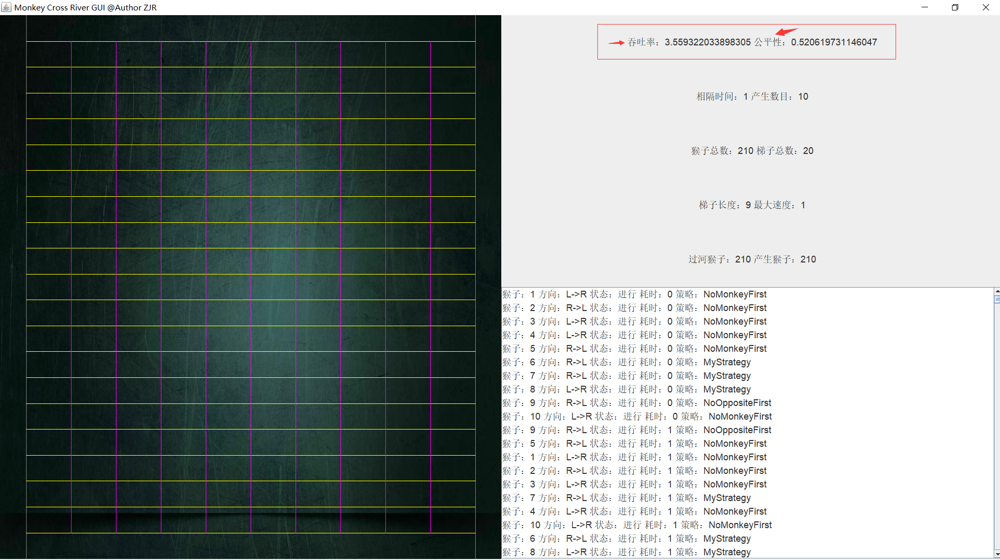 Monkey Cross River GUI @Author ZJR
吞吐率：3.559322033898305 公平性：0.520619731146047
相隔时间：1 产生数目：10
猴子总数：210 梯子总数：20
梯子长度：9 最大速度：1
过河猴子：210 产生猴子：210
猴子：1 方向：L->R 状态：进行 耗时：0 策略：NoMonkeyFirst
猴子：2 方向：R->L 状态：进行 耗时：0 策略：NoMonkeyFirst
猴子：3 方向：L->R 状态：进行 耗时：0 策略：NoMonkeyFirst
猴子：4 方向：L->R 状态：进行 耗时：0 策略：NoMonkeyFirst
猴子：5 方向：R->L 状态：进行 耗时：0 策略：NoMonkeyFirst
猴子：6 方向：R->L 状态：进行 耗时：0 策略：MyStrategy
猴子：7 方向：R->L 状态：进行 耗时：0 策略：MyStrategy
猴子：8 方向：L->R 状态：进行 耗时：0 策略：MyStrategy
猴子：9 方向：R->L 状态：进行 耗时：0 策略：NoOppositeFirst
猴子：10 方向：L->R 状态：进行 耗时：0 策略：NoMonkeyFirst
猴子：9 方向：R->L 状态：进行 耗时：1 策略：NoOppositeFirst
猴子：5 方向：R->L 状态：进行 耗时：1 策略：NoMonkeyFirst
猴子：1 方向：L->R 状态：进行 耗时：1 策略：NoMonkeyFirst
猴子：2 方向：R->L 状态：进行 耗时：1 策略：NoMonkeyFirst
猴子：3 方向：L->R 状态：进行 耗时：1 策略：NoMonkeyFirst
猴子：7 方向：R->L 状态：进行 耗时：1 策略：MyStrategy
猴子：4 方向：L->R 状态：进行 耗时：1 策略：NoMonkeyFirst
猴子：10 方向：L->R 状态：进行 耗时：1 策略：NoMonkeyFirst
猴子：6 方向：R->L 状态：进行 耗时：1 策略：MyStrategy
猴子：8 方向：L->R 状态：进行 耗时：1 策略：MyStrategy